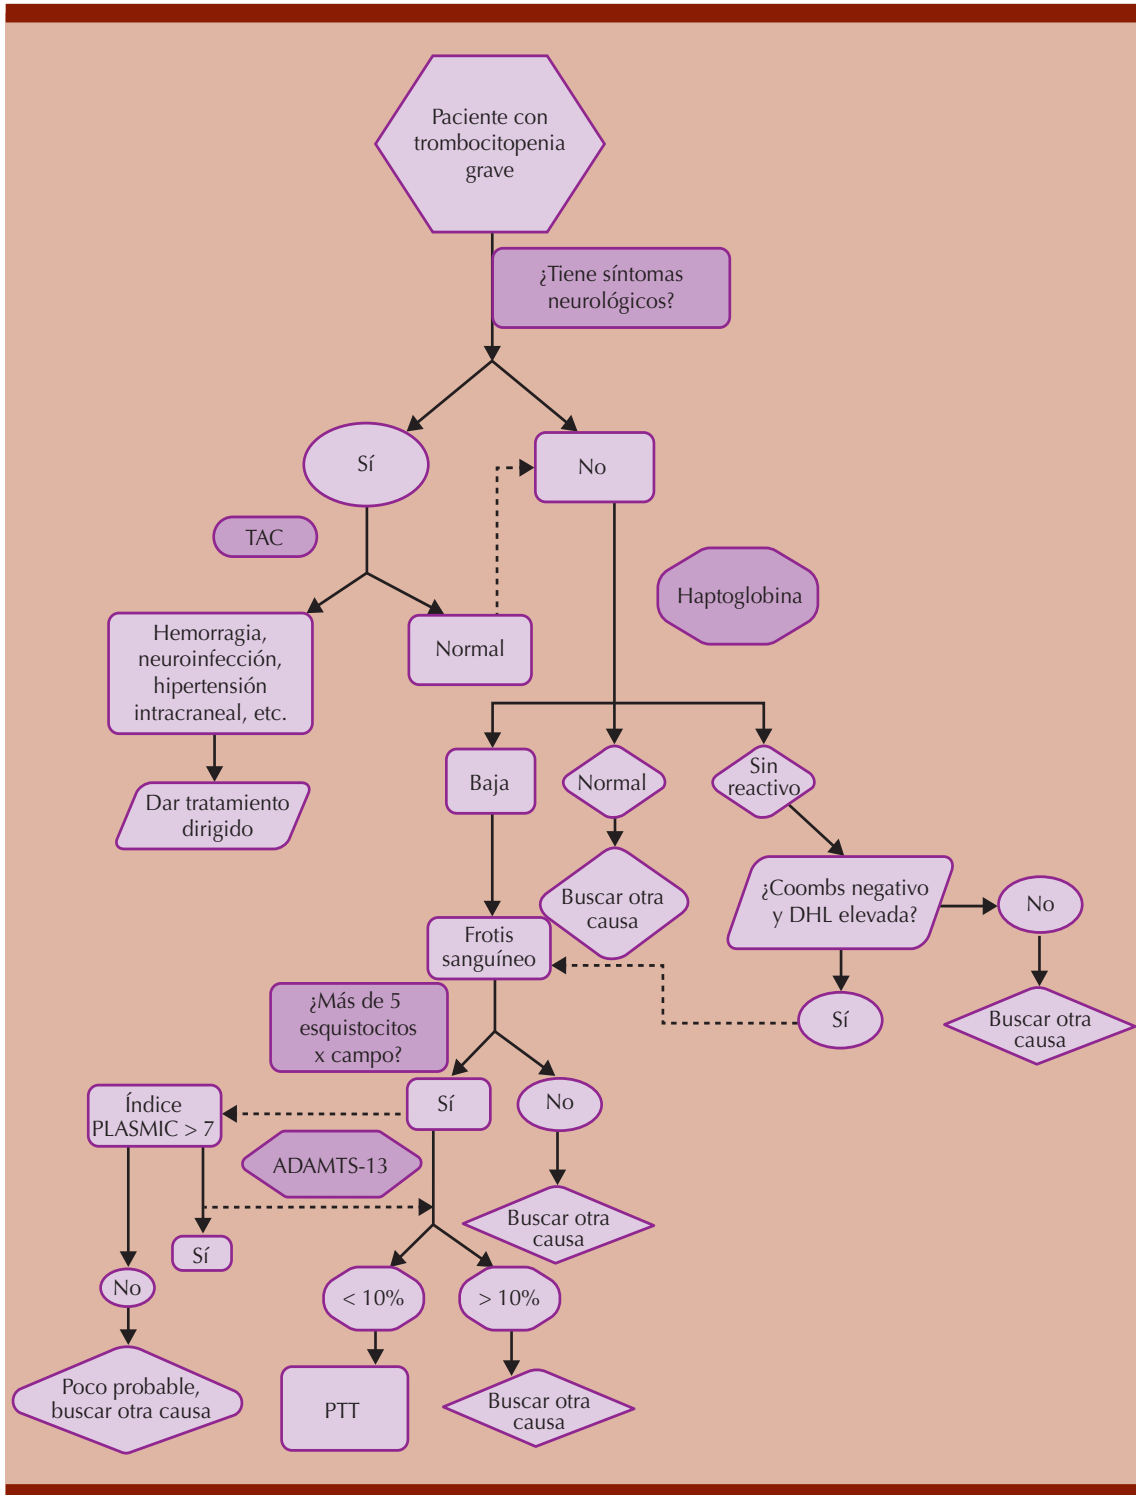 Paciente con
trombocitopenia
grave
¿Tiene síntomas
neurológicos?
Sí
No
TAC
Haptoglobina
Hemorragia,
neuroinfección,
hipertensión
intracraneal, etc.
Normal
Dar tratamiento
dirigido
Baja
Normal
Sin
reactivo
Buscar otra
causa
¿Coombs negativo
y DHL elevada?
No
Frotis
sanguíneo
Sí
Buscar otra
causa
¿Más de 5
esquistocitos
x campo?
Sí
No
Índice
PLASMIC > 7
ADAMTS-13
Buscar otra
causa
Sí
No
< 10%
> 10%
Poco probable,
buscar otra causa
PTT
Buscar otra
causa